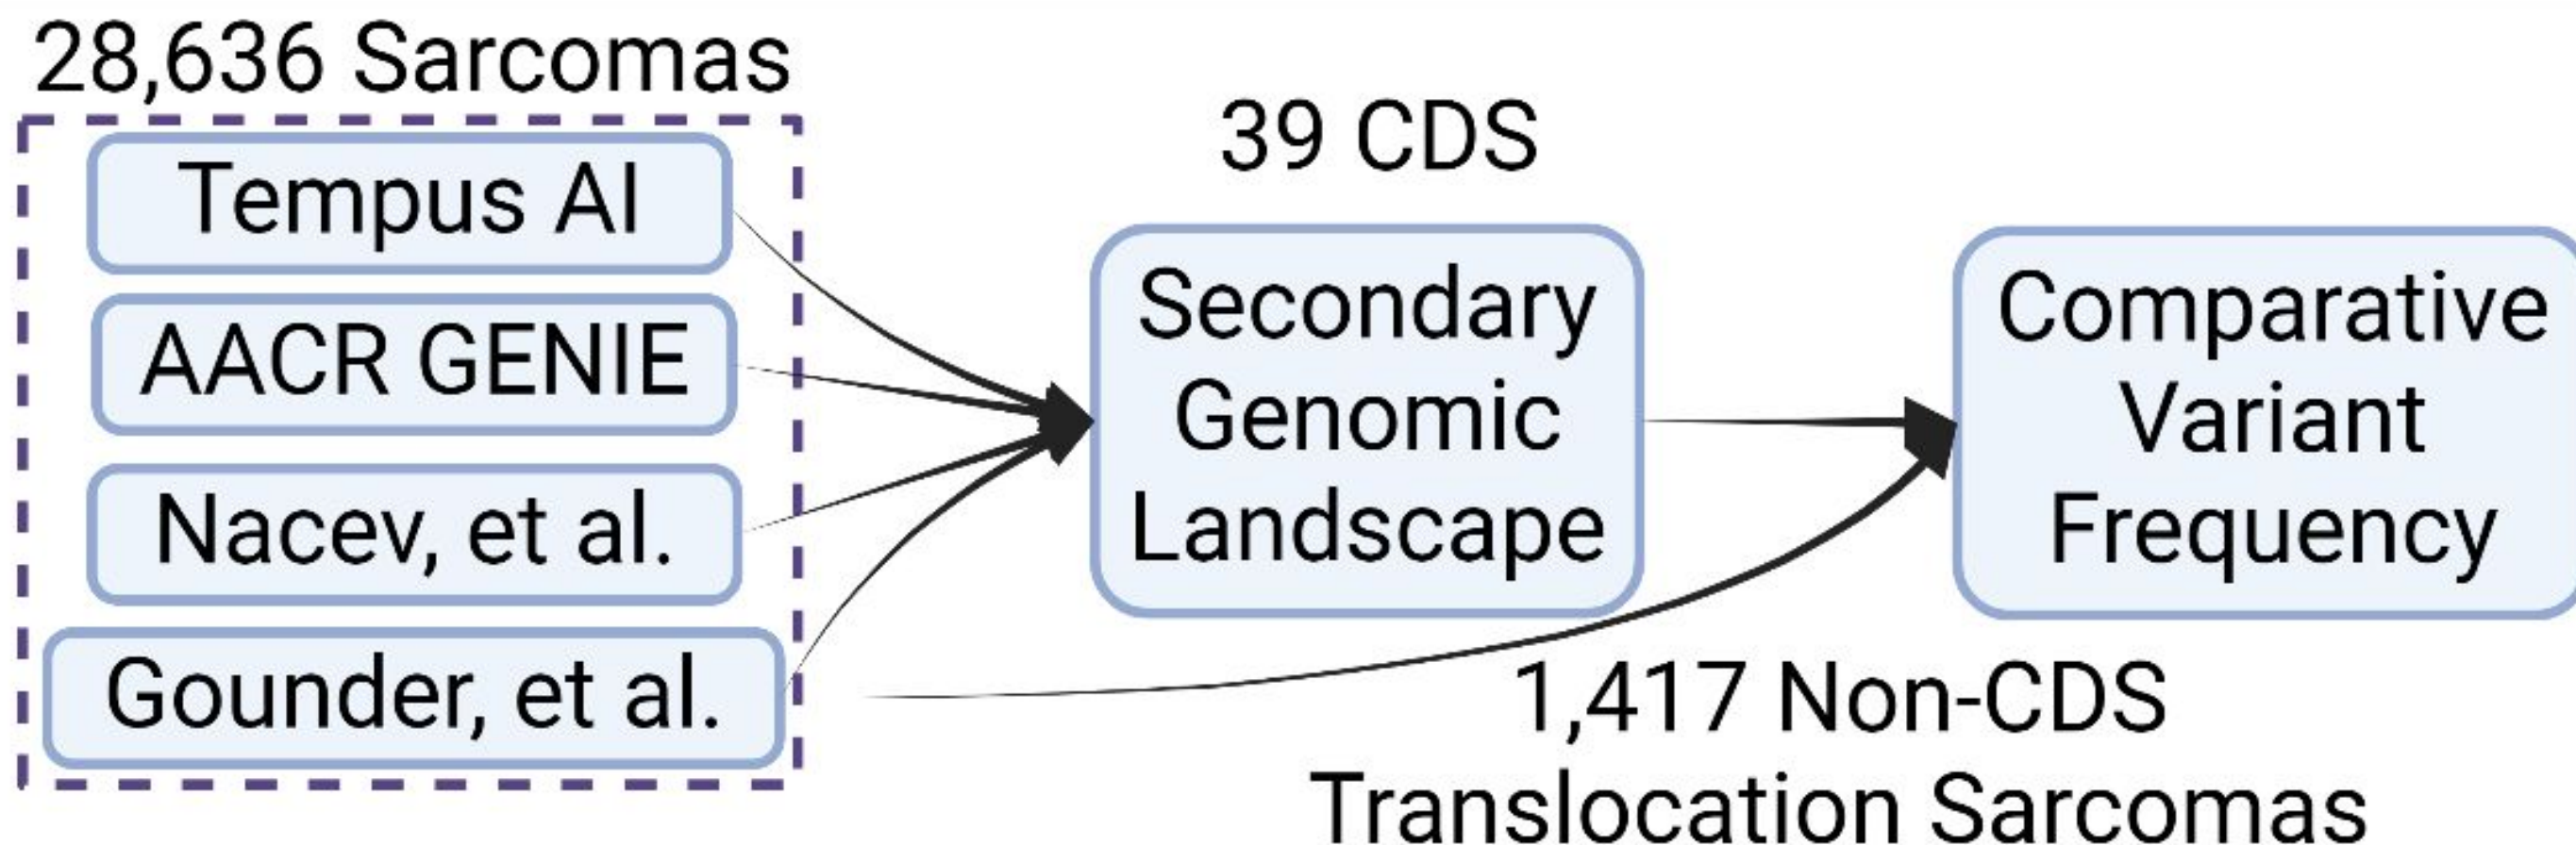 28,636 Sarcomas
Tempus AI
AACR GENIE
Nacev, et al.
Gounder, et al.
39 CDS
Secondary
Genomic
Landscape
Comparative
Variant
Frequency
1,417 Non-CDS
Translocation Sarcomas